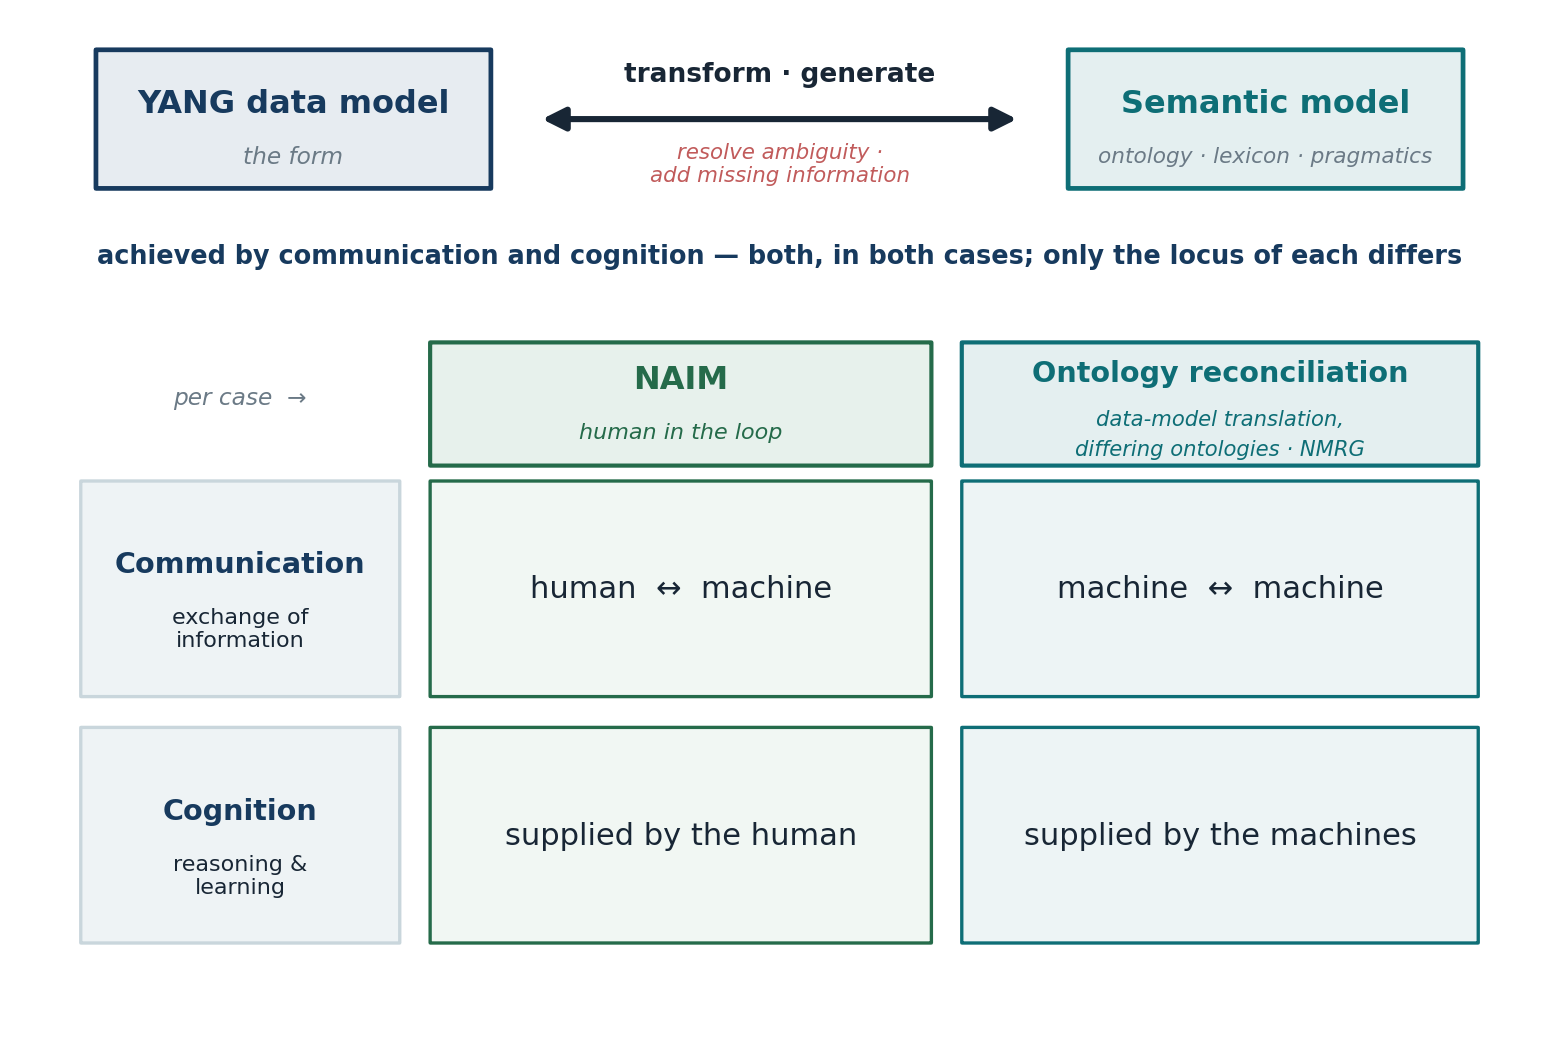 YANG data model
the form
transform · generate
resolve ambiguity ·
add missing information
Semantic model
ontology · lexicon · pragmatics
achieved by communication and cognition — both, in both cases; only the locus of each differs
per case →
NAIM
human in the loop
Ontology reconciliation
data-model translation,
differing ontologies · NMRG
Communication
exchange of
information
human ↔ machine
machine ↔ machine
Cognition
reasoning &
learning
supplied by the human
supplied by the machines